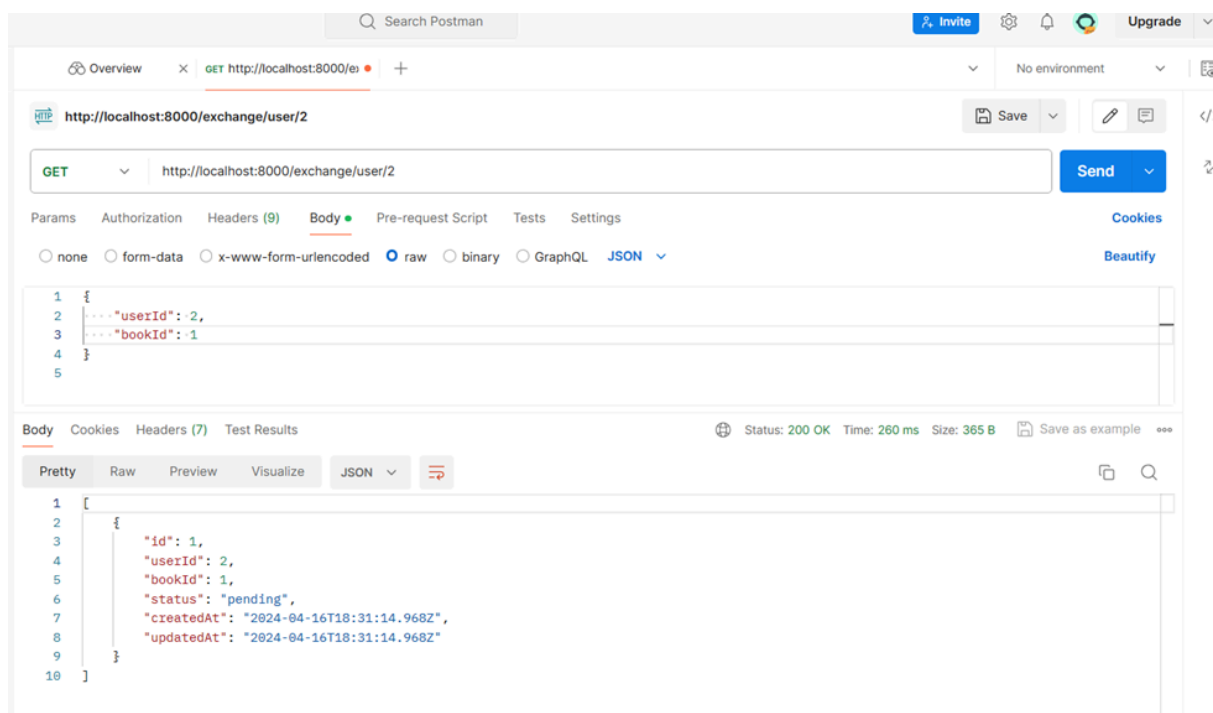 Search Postman Invite Upgrade
Overview × GET http://localhost:8000/e + No environment
HTTP http://localhost:8000/exchange/user/2 Save
GET http://localhost:8000/exchange/user/2 Send
Params Authorization Headers (9) Body Pre-request Script Tests Settings Cookies
none form-data x-www-form-urlencoded raw binary GraphQL JSON Beautify
1 {
2 "userId": 2,
3 "bookId": 1
4 }
5
Body Cookies Headers (7) Test Results Status: 200 OK Time: 260 ms Size: 365 B Save as example
Pretty Raw Preview Visualize JSON
1 [
2 {
3 "id": 1,
4 "userId": 2,
5 "bookId": 1,
6 "status": "pending",
7 "createdAt": "2024-04-16T18:31:14.968Z",
8 "updatedAt": "2024-04-16T18:31:14.968Z"
9 }
10 ]